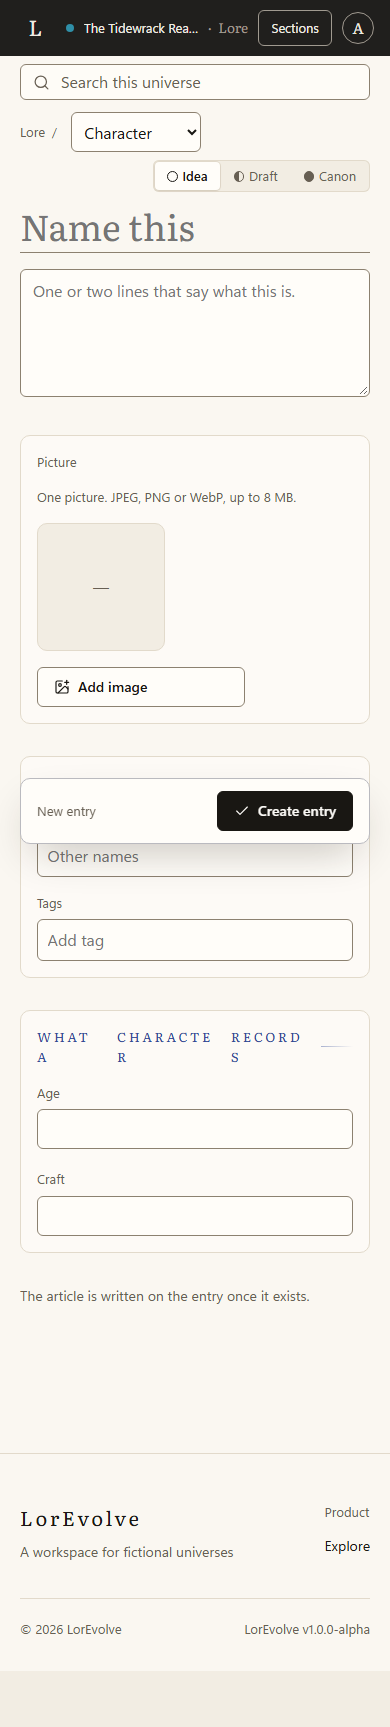 L
The Tidewrack Rea... · Lore
Sections
A
Search this universe
Lore /
Character
Idea
Draft
Canon
Name this
One or two lines that say what this is.
Picture
One picture. JPEG, PNG or WebP, up to 8 MB.
—
Add image
New entry
Create entry
Other names
Tags
Add tag
WHAT A CHARACTER RECORDS
Age
Craft
The article is written on the entry once it exists.
LorEvolve
A workspace for fictional universes
Product
Explore
© 2026 LorEvolve
LorEvolve v1.0.0-alpha